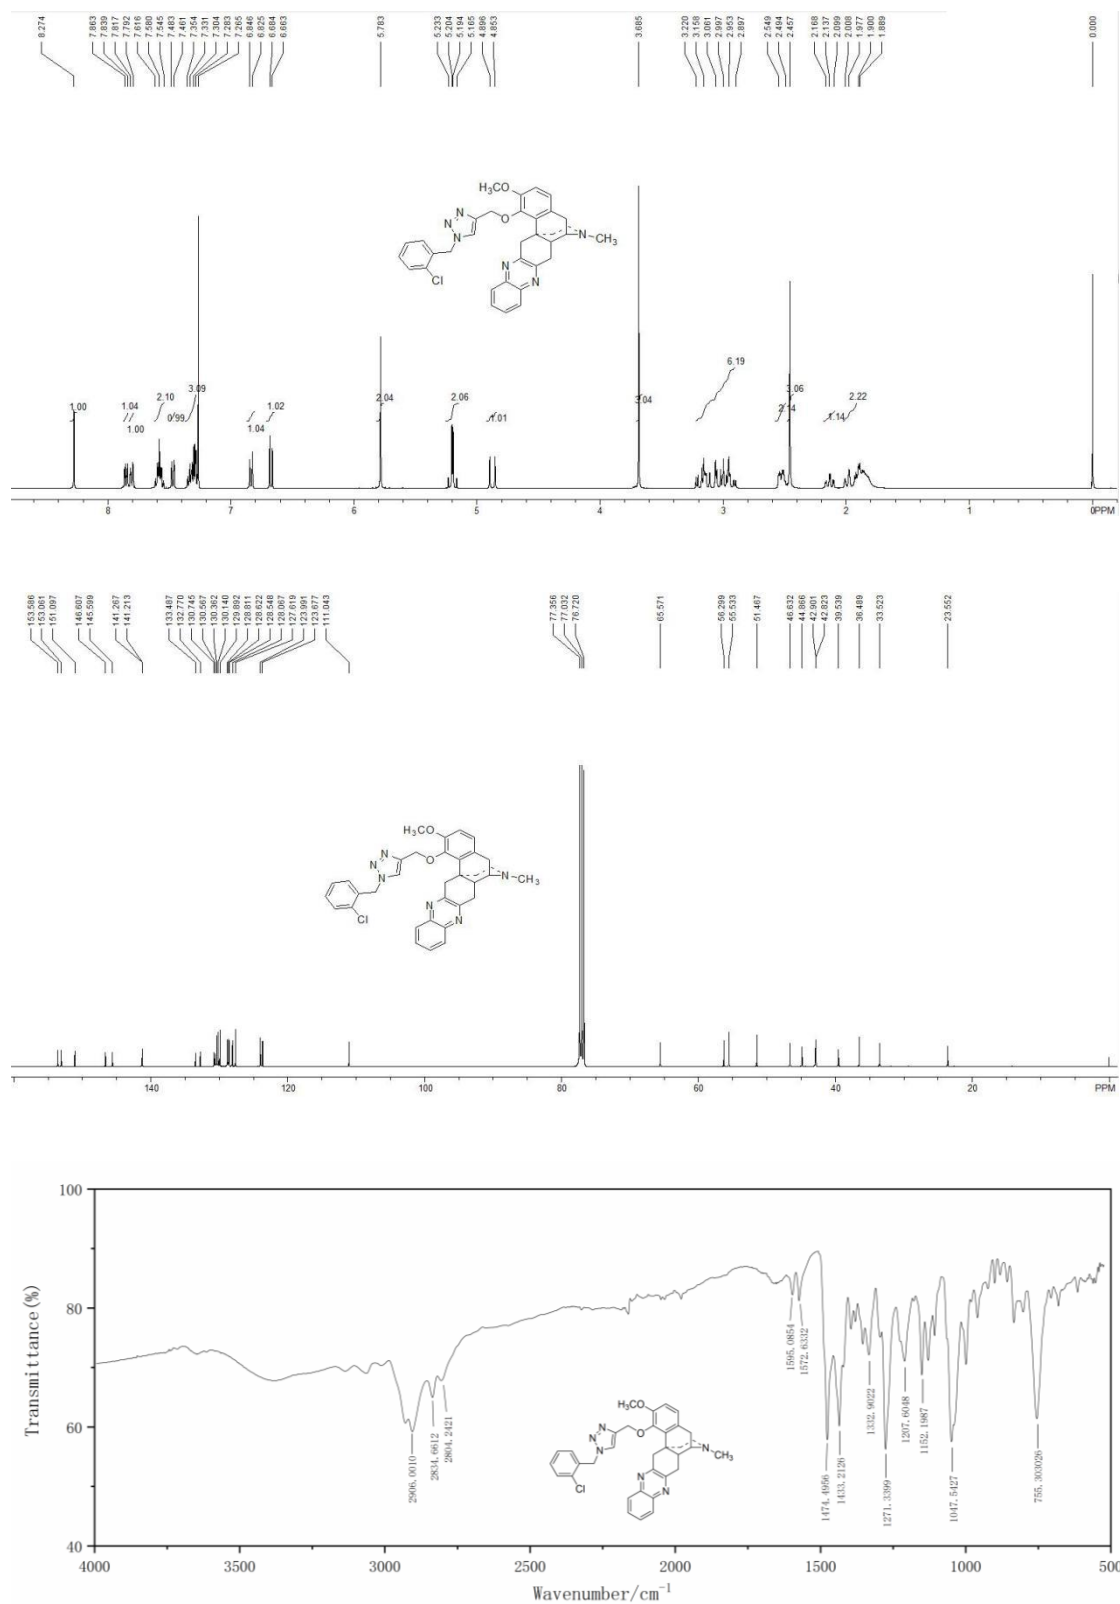 8.274 7.863 7.839 7.817 7.792 7.616 7.580 7.545 7.483 7.461 7.354 7.331 7.304 7.283 7.265 6.846 6.825 6.684 6.663 5.783 5.233 5.204 5.194 5.165 4.896 4.853 3.685 3.220 3.158 3.061 2.997 2.953 2.897 2.549 2.494 2.457 2.168 2.137 2.099 2.008 1.977 1.900 1.889 0.000
H₃CO
N N N
O
N CH₃
Cl
N
N
1.00 1.04 1.00 2.10 0.99 3.09 1.04 1.02 2.04 2.06 1.01 3.04 6.19 2.14 3.06 1.14 2.22
8 7 6 5 4 3 2 1 0PPM
153.586 153.061 151.097 146.607 145.599 141.267 141.213 133.487 132.770 130.745 130.567 130.362 130.140 129.892 128.811 128.622 128.548 128.067 127.619 123.991 123.677 111.043 77.356 77.032 76.720 65.571 56.299 55.533 51.467 46.632 44.866 42.901 42.823 39.539 36.489 33.523 23.552
H₃CO
N N N
O
N CH₃
Cl
N
N
140 120 100 80 60 40 20 PPM
Transmittance(%)
100
80
60
40
2906.0010 2834.6612 2804.2421 1595.0854 1572.6332 1474.4956 1433.2126 1332.9022 1271.3399 1207.6048 1152.1987 1047.5427 755.303026
H₃CO
N N N
O
N CH₃
Cl
N
N
4000 3500 3000 2500 2000 1500 1000 500
Wavenumber/cm⁻¹